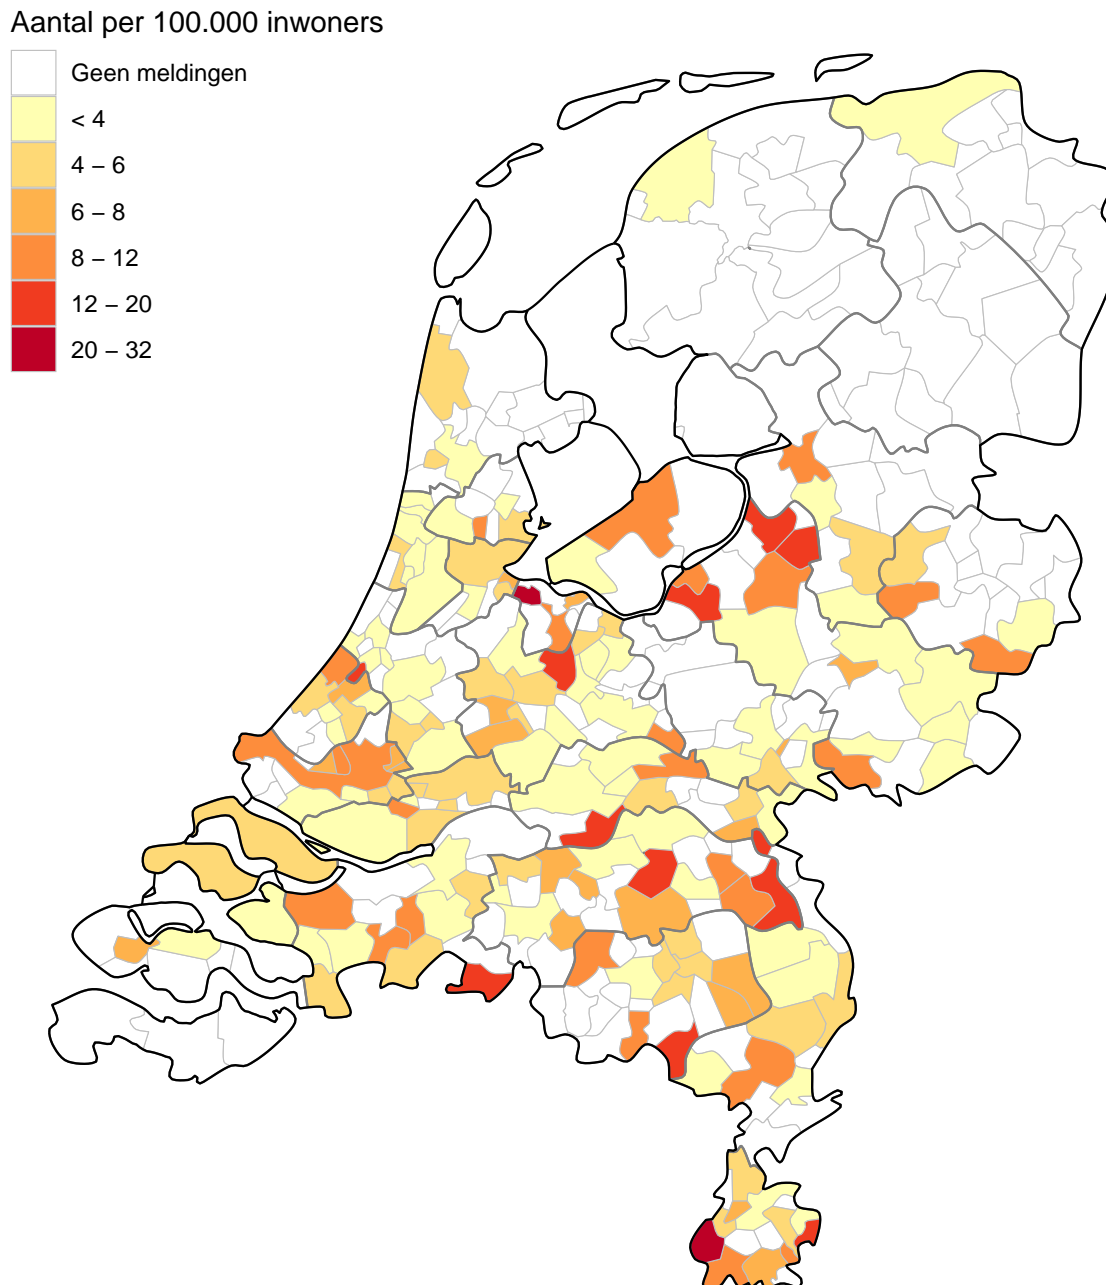 Aantal per 100.000 inwoners
Geen meldingen
< 4
4 – 6
6 – 8
8 – 12
12 – 20
20 – 32